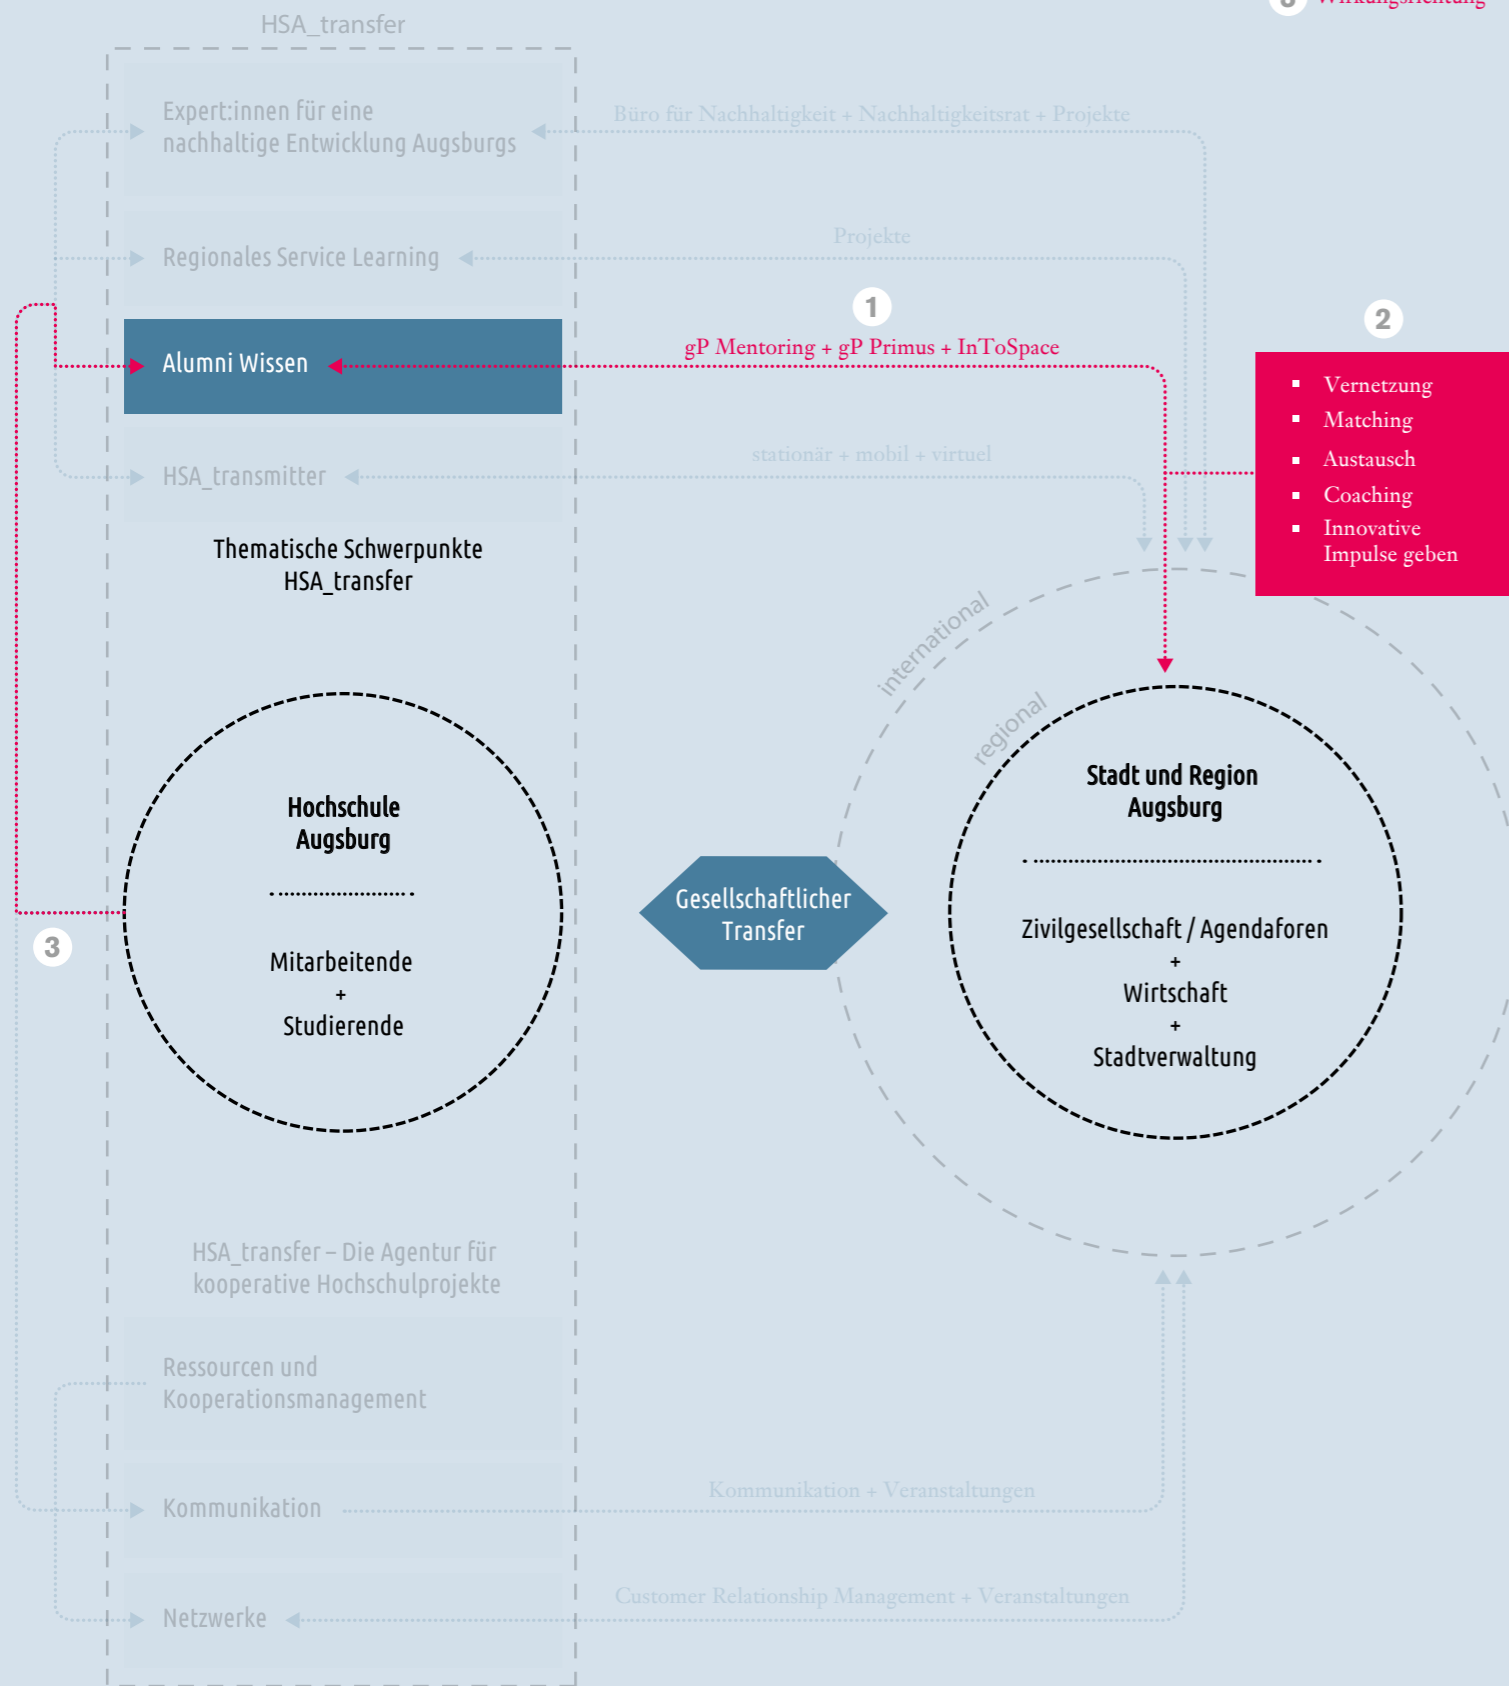 3 Wirkungsrichtung
HSA_transfer
Expert:innen für eine
nachhaltige Entwicklung Augsburgs
Büro für Nachhaltigkeit + Nachhaltigkeitsrat + Projekte
Regionales Service Learning
Projekte
1
gP Mentoring + gP Primus + InToSpace
Alumni Wissen
2
▪ Vernetzung
▪ Matching
▪ Austausch
▪ Coaching
▪ Innovative
Impulse geben
HSA_transmitter
stationär + mobil + virtuel
Thematische Schwerpunkte
HSA_transfer
international
regional
Hochschule
Augsburg
Mitarbeitende
+
Studierende
3
Gesellschaftlicher
Transfer
Stadt und Region
Augsburg
Zivilgesellschaft / Agendaforen
+
Wirtschaft
+
Stadtverwaltung
HSA_transfer – Die Agentur für
kooperative Hochschulprojekte
Ressourcen und
Kooperationsmanagement
Kommunikation
Kommunikation + Veranstaltungen
Netzwerke
Customer Relationship Management + Veranstaltungen